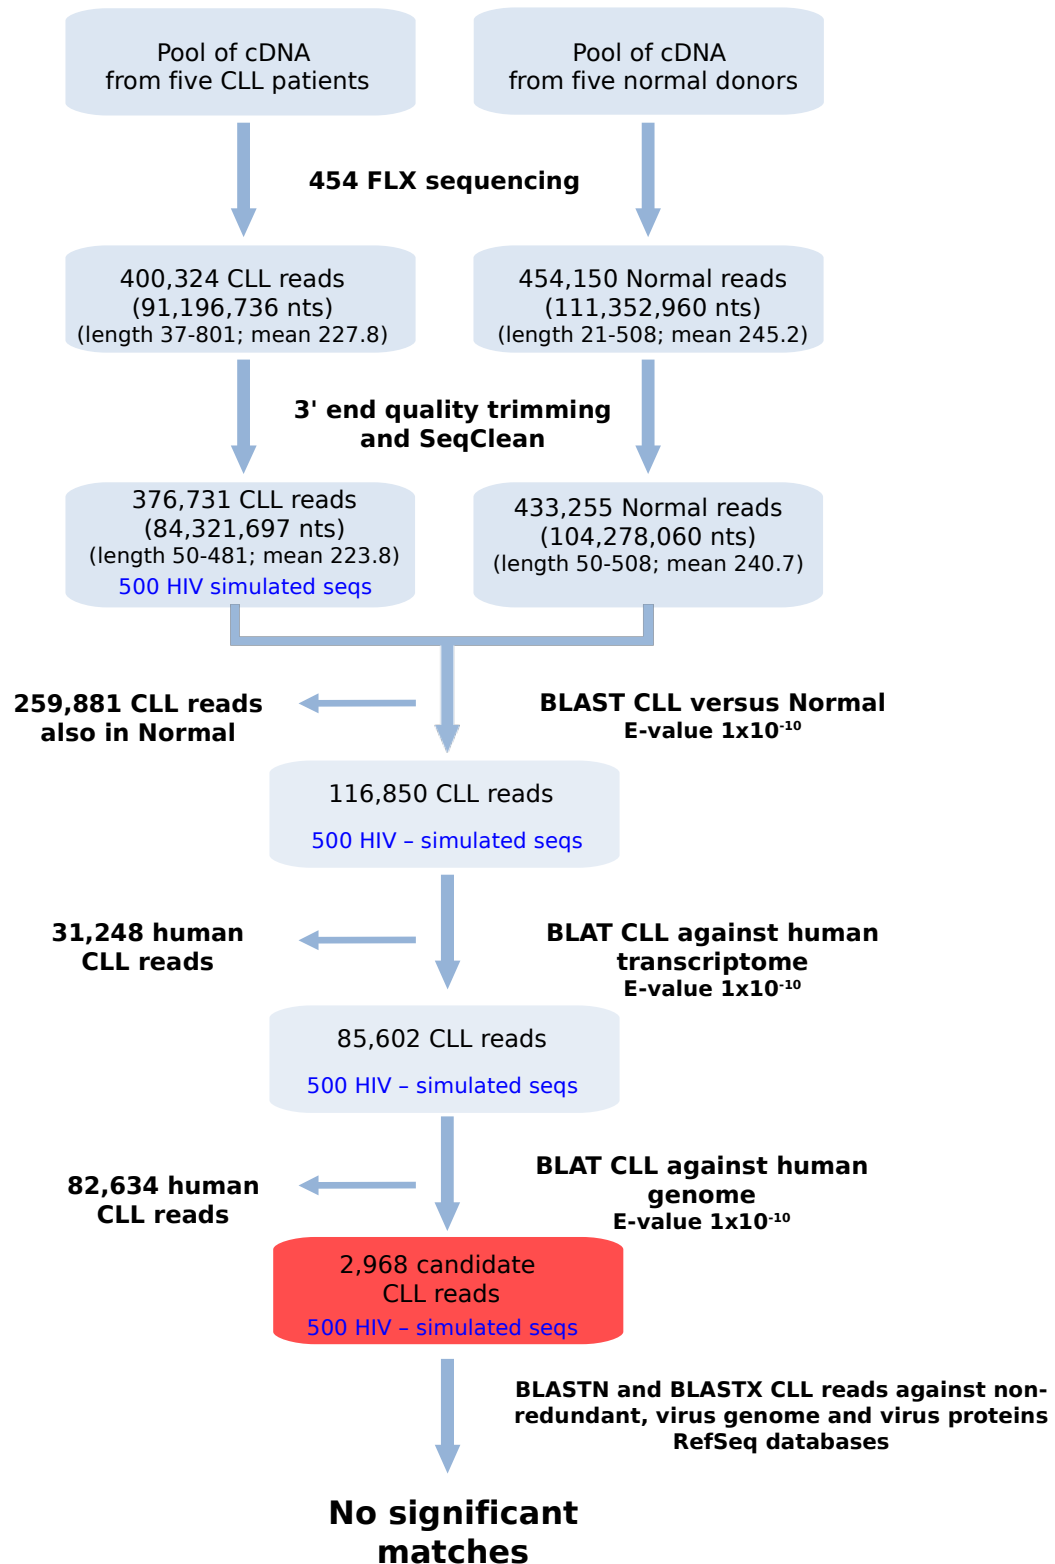 Pool of cDNA
from five CLL patients
Pool of cDNA
from five normal donors
454 FLX sequencing
400,324 CLL reads
(91,196,736 nts)
(length 37-801; mean 227.8)
454,150 Normal reads
(111,352,960 nts)
(length 21-508; mean 245.2)
3' end quality trimming
and SeqClean
376,731 CLL reads
(84,321,697 nts)
(length 50-481; mean 223.8)
500 HIV simulated seqs
433,255 Normal reads
(104,278,060 nts)
(length 50-508; mean 240.7)
259,881 CLL reads
also in Normal
BLAST CLL versus Normal
E-value 1x10⁻¹⁰
116,850 CLL reads
500 HIV – simulated seqs
31,248 human
CLL reads
BLAT CLL against human
transcriptome
E-value 1x10⁻¹⁰
85,602 CLL reads
500 HIV – simulated seqs
82,634 human
CLL reads
BLAT CLL against human
genome
E-value 1x10⁻¹⁰
2,968 candidate
CLL reads
500 HIV – simulated seqs
BLASTN and BLASTX CLL reads against non-
redundant, virus genome and virus proteins
RefSeq databases
No significant
matches